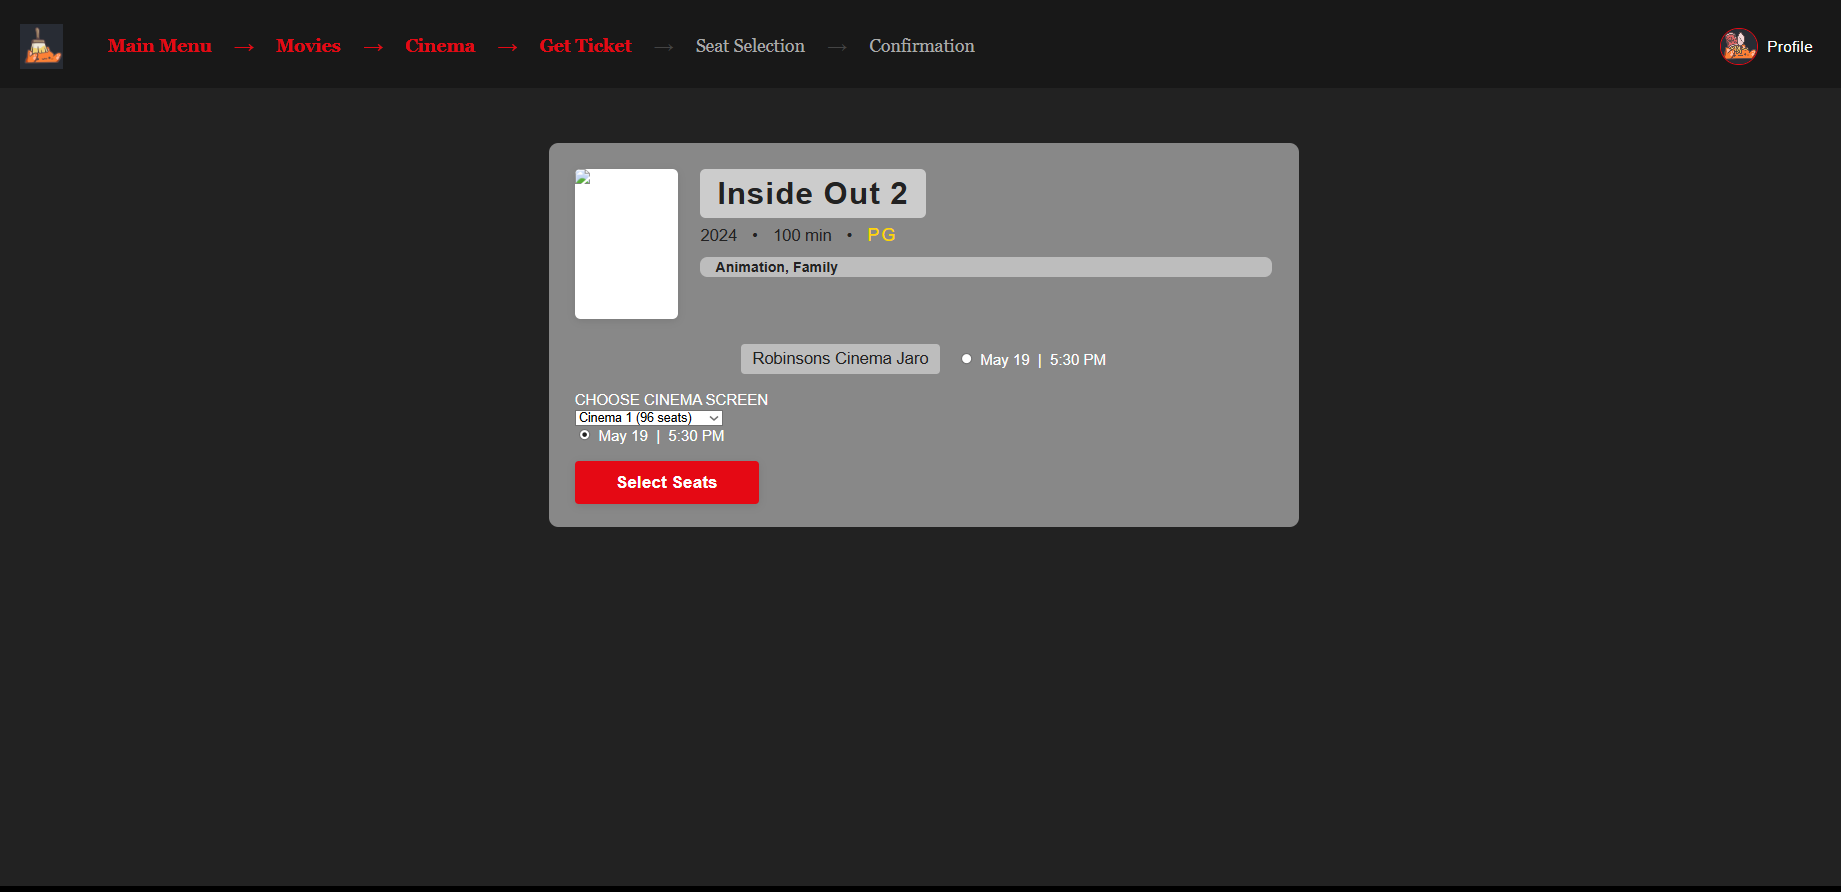 Main Menu → Movies → Cinema → Get Ticket → Seat Selection → Confirmation
Profile
Inside Out 2
2024 • 100 min • PG
Animation, Family
Robinsons Cinema Jaro
May 19 | 5:30 PM
CHOOSE CINEMA SCREEN
Cinema 1 (96 seats)
May 19 | 5:30 PM
Select Seats